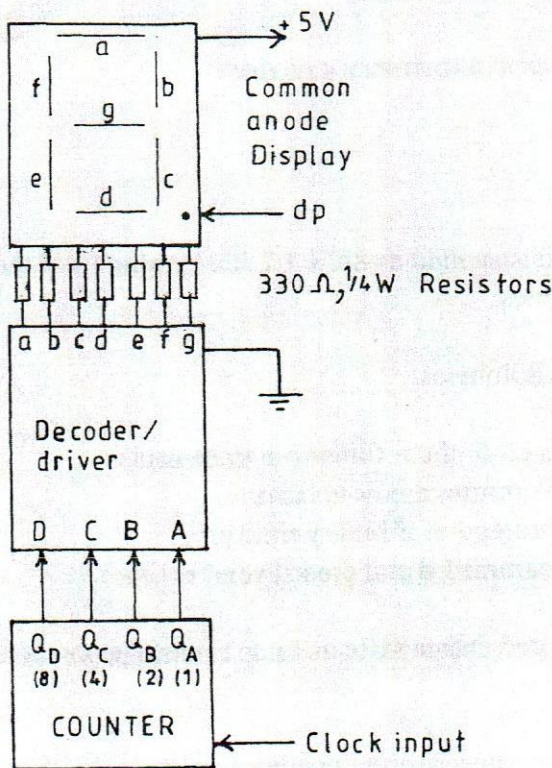 + 5 V
a
f b
g
e c
d
Common
anode
Display
dp
330 Ω, 1/4 W Resistors
a b c d e f g
Decoder/
driver
D C B A
Q_D Q_C Q_B Q_A
(8) (4) (2) (1)
COUNTER
Clock input